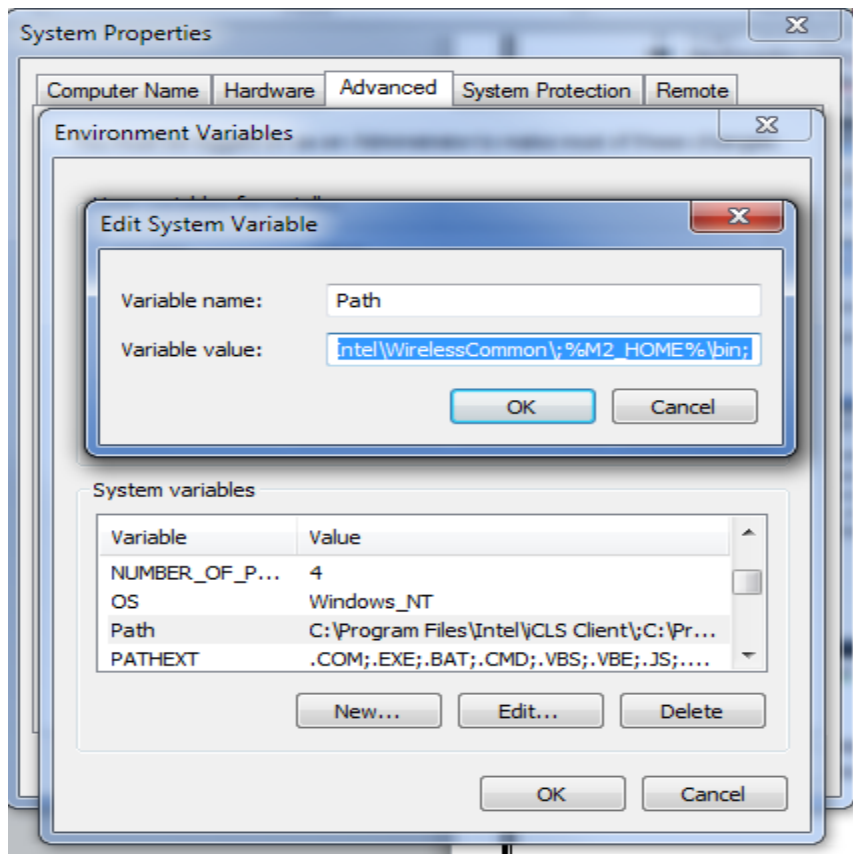 System Properties
Computer Name Hardware Advanced System Protection Remote
Environment Variables
Edit System Variable
Variable name: Path
Variable value: Intel\WirelessCommon\;%M2_HOME%\bin;
OK Cancel
System variables
Variable Value
NUMBER_OF_P... 4
OS Windows_NT
Path C:\Program Files\Intel\iCLS Client\;C:\Pr...
PATHEXT .COM;.EXE;.BAT;.CMD;.VBS;.VBE;.JS;....
New... Edit... Delete
OK Cancel